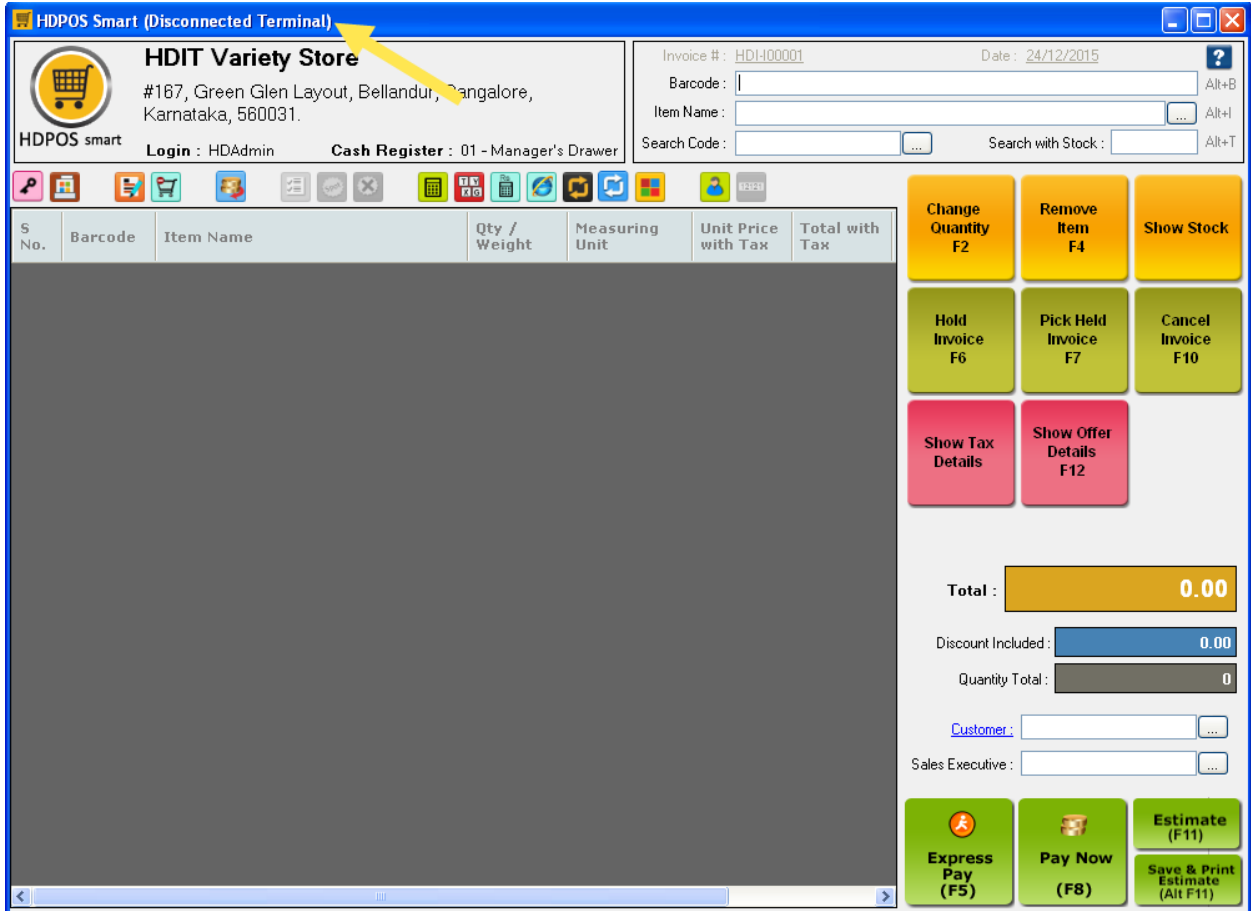 HDPOS Smart (Disconnected Terminal)
HDPOS smart
HDIT Variety Store
#167, Green Glen Layout, Bellandur, Bangalore,
Karnataka, 560031.
Login : HDAdmin Cash Register : 01 - Manager's Drawer
Invoice # : HDI-I00001 Date : 24/12/2015 ?
Barcode : Alt+B
Item Name : ... Alt+I
Search Code : ... Search with Stock : Alt+T
S No. Barcode Item Name Qty / Weight Measuring Unit Unit Price with Tax Total with Tax
Change
Quantity
F2
Remove
Item
F4
Show Stock
Hold
Invoice
F6
Pick Held
Invoice
F7
Cancel
Invoice
F10
Show Tax
Details
Show Offer
Details
F12
Total : 0.00
Discount Included : 0.00
Quantity Total : 0
Customer : ...
Sales Executive : ...
Express
Pay
(F5)
Pay Now
(F8)
Estimate
(F11)
Save & Print
Estimate
(Alt F11)